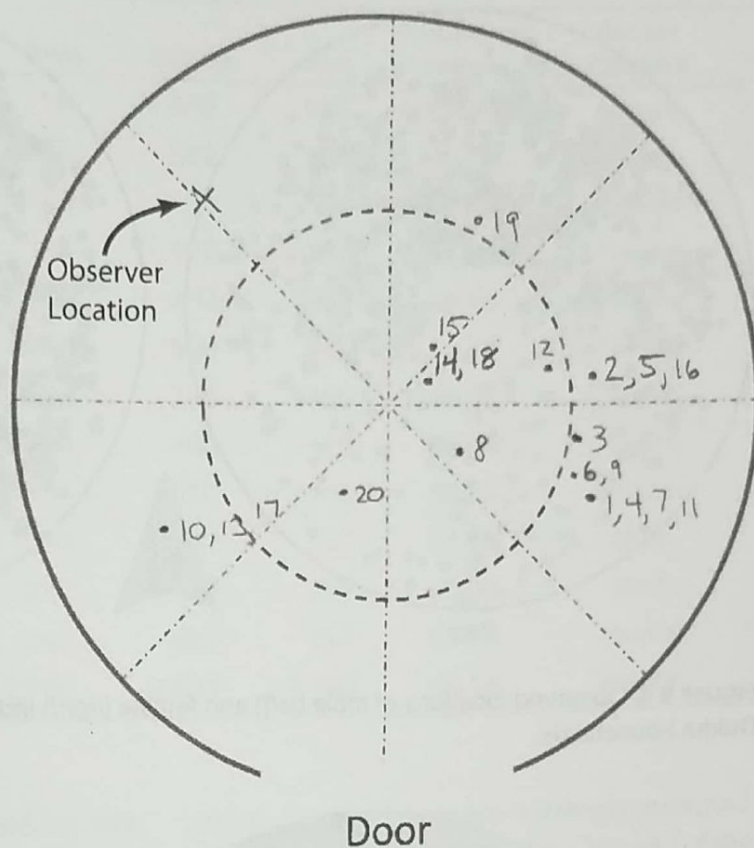 19
Observer
Location
15
14, 18
12
2, 5, 16
3
8
6, 9
1, 4, 7, 11
20
10, 13, 17
Door